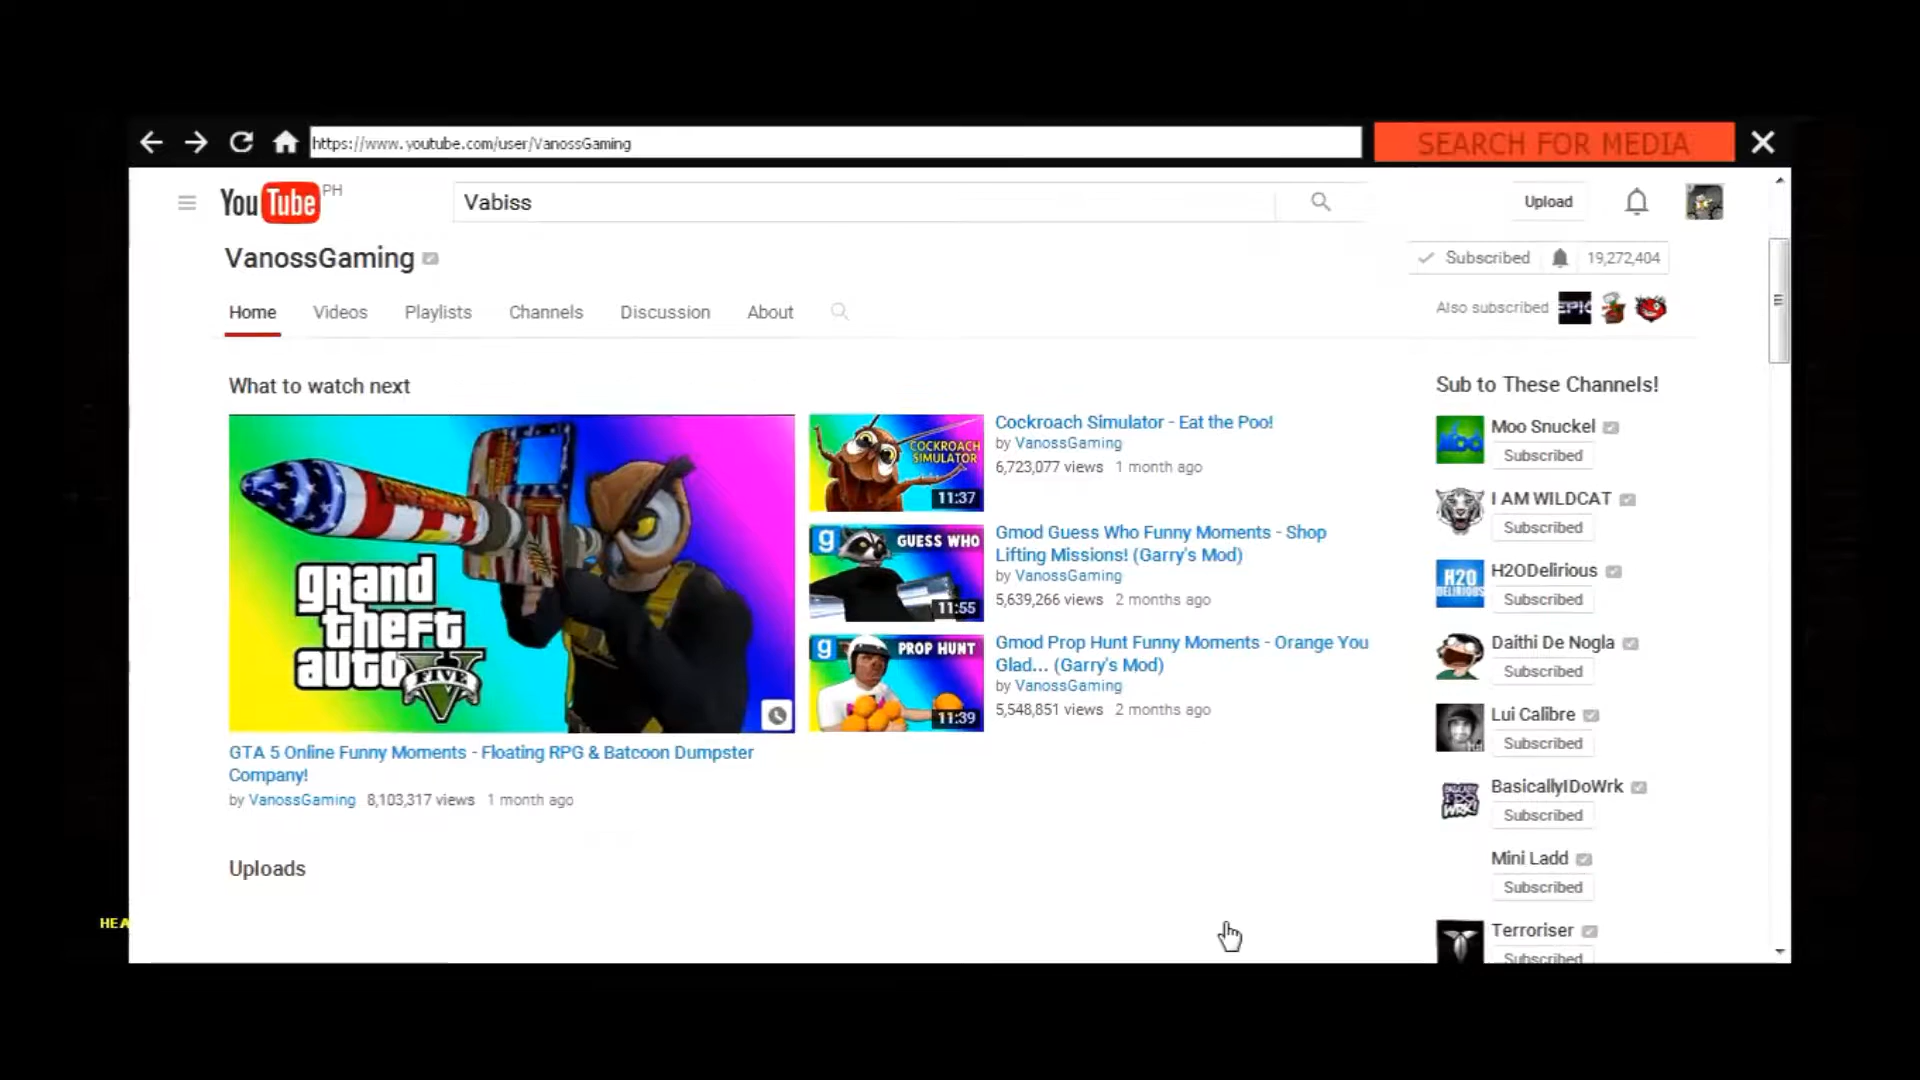 https://www.youtube.com/user/VanossGaming
SEARCH FOR MEDIA
YouTube PH
Vabiss
Upload
VanossGaming
Subscribed 19,272,404
Home Videos Playlists Channels Discussion About
Also subscribed EPIC
What to watch next
Sub to These Channels!
grand
theft
auto
FIVE
GTA 5 Online Funny Moments - Floating RPG & Batcoon Dumpster
Company!
by VanossGaming 8,103,317 views 1 month ago
COCKROACH
SIMULATOR
11:37
Cockroach Simulator - Eat the Poo!
by VanossGaming
6,723,077 views 1 month ago
g GUESS WHO
11:55
Gmod Guess Who Funny Moments - Shop
Lifting Missions! (Garry's Mod)
by VanossGaming
5,639,266 views 2 months ago
g PROP HUNT
11:39
Gmod Prop Hunt Funny Moments - Orange You
Glad... (Garry's Mod)
by VanossGaming
5,548,851 views 2 months ago
Moo
Moo Snuckel
Subscribed
I AM WILDCAT
Subscribed
H2O
DELIRIOUS
H2ODelirious
Subscribed
Daithi De Nogla
Subscribed
Lui Calibre
Subscribed
BasicallyIDoWrk
Subscribed
Mini Ladd
Subscribed
Terroriser
Subscribed
Uploads
HEA